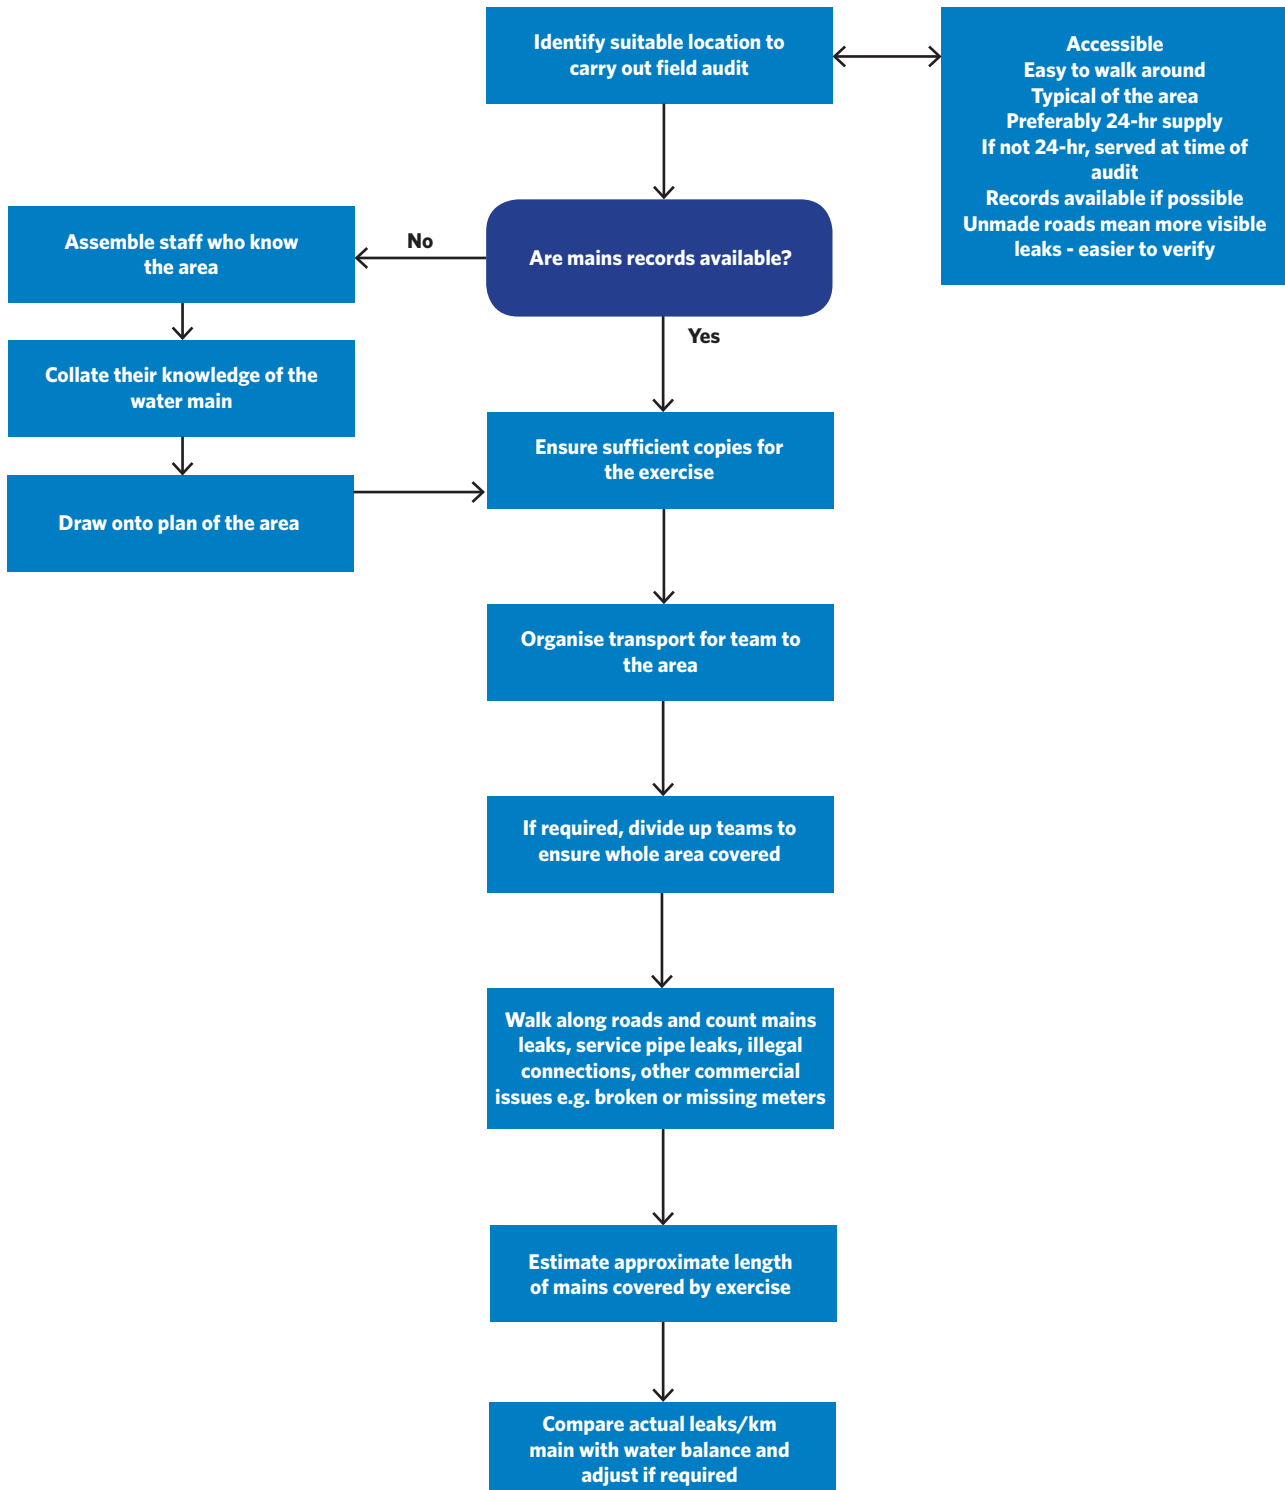 Identify suitable location to
carry out field audit
Accessible
Easy to walk around
Typical of the area
Preferably 24-hr supply
If not 24-hr, served at time of
audit
Records available if possible
Unmade roads mean more visible
leaks - easier to verify
Are mains records available?
No
Assemble staff who know
the area
Collate their knowledge of the
water main
Draw onto plan of the area
Yes
Ensure sufficient copies for
the exercise
Organise transport for team to
the area
If required, divide up teams to
ensure whole area covered
Walk along roads and count mains
leaks, service pipe leaks, illegal
connections, other commercial
issues e.g. broken or missing meters
Estimate approximate length
of mains covered by exercise
Compare actual leaks/km
main with water balance and
adjust if required